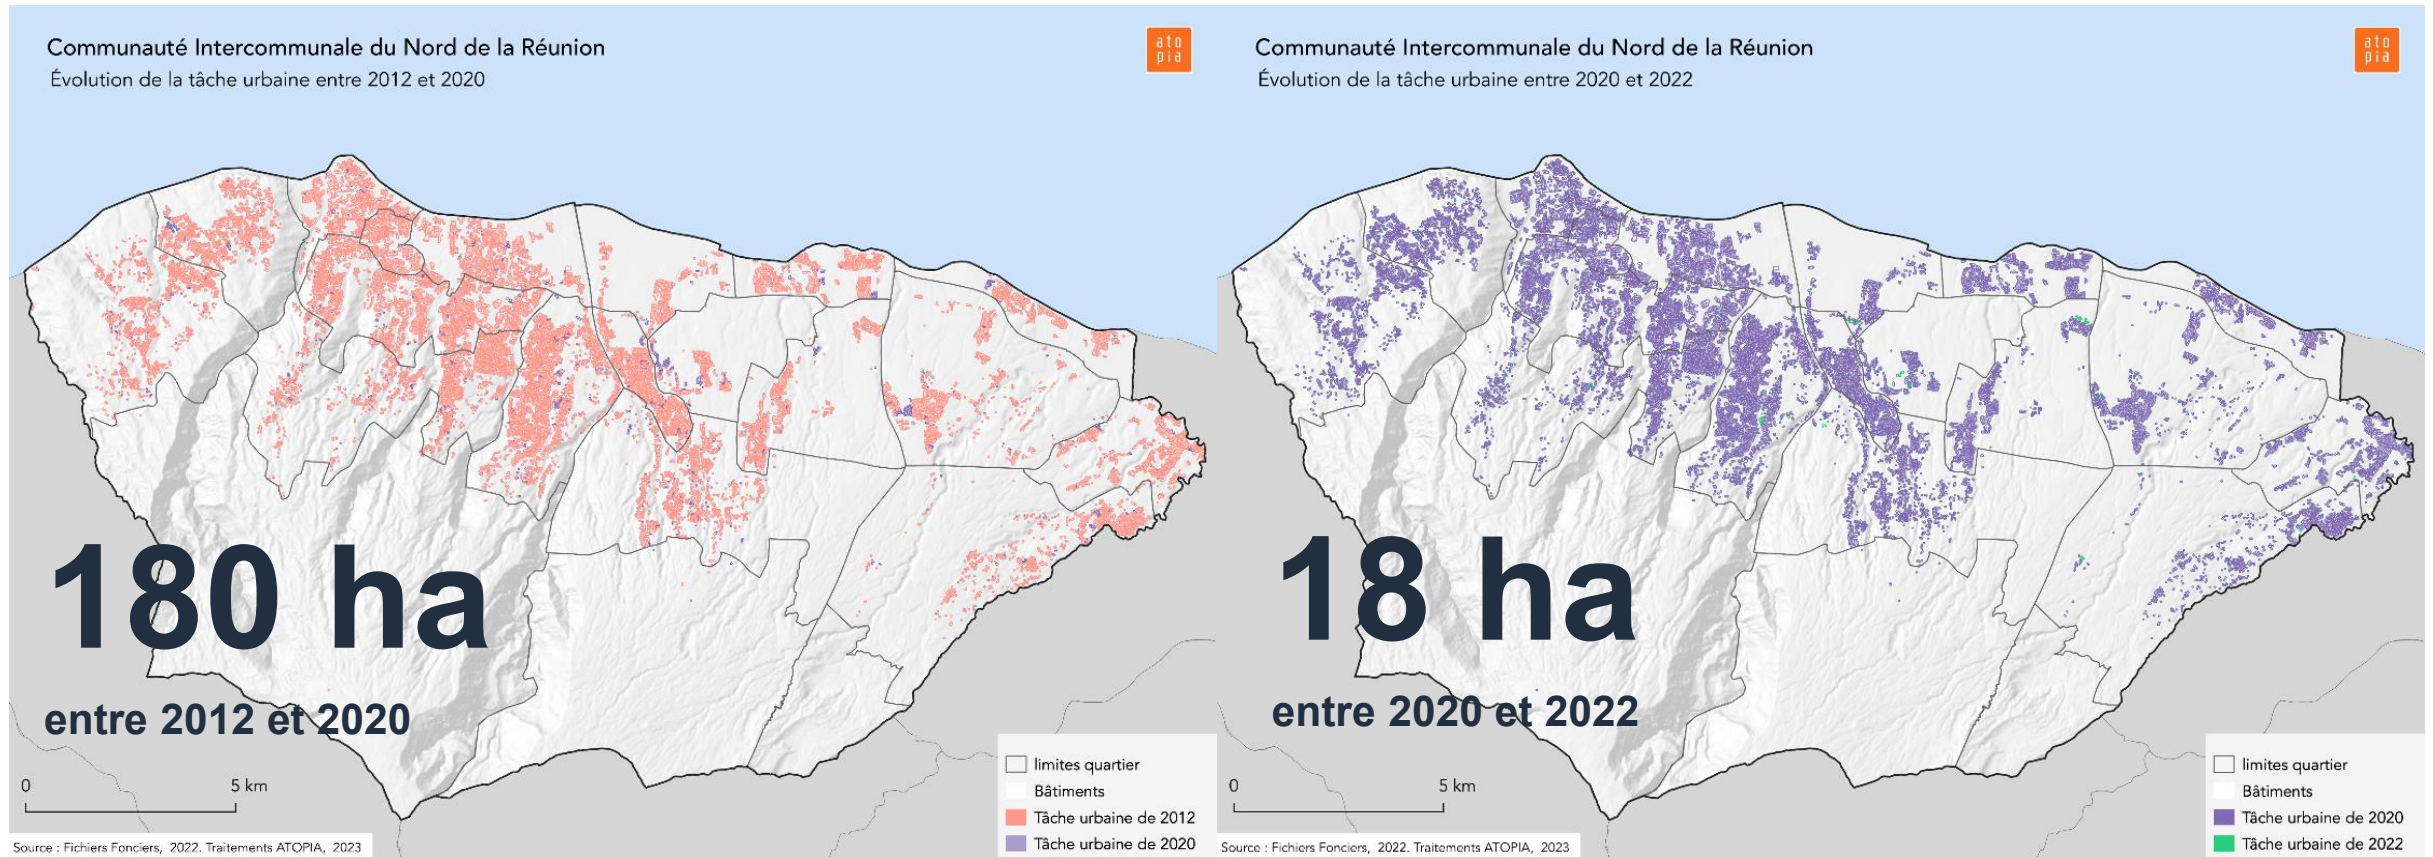 Communauté Intercommunale du Nord de la Réunion
Évolution de la tâche urbaine entre 2012 et 2020
ato
pia
180 ha
entre 2012 et 2020
0 5 km
limites quartier
Bâtiments
Tâche urbaine de 2012
Tâche urbaine de 2020
Source : Fichiers Fonciers, 2022. Traitements ATOPIA, 2023
Communauté Intercommunale du Nord de la Réunion
Évolution de la tâche urbaine entre 2020 et 2022
ato
pia
18 ha
entre 2020 et 2022
0 5 km
limites quartier
Bâtiments
Tâche urbaine de 2020
Tâche urbaine de 2022
Source : Fichiers Fonciers, 2022. Traitements ATOPIA, 2023